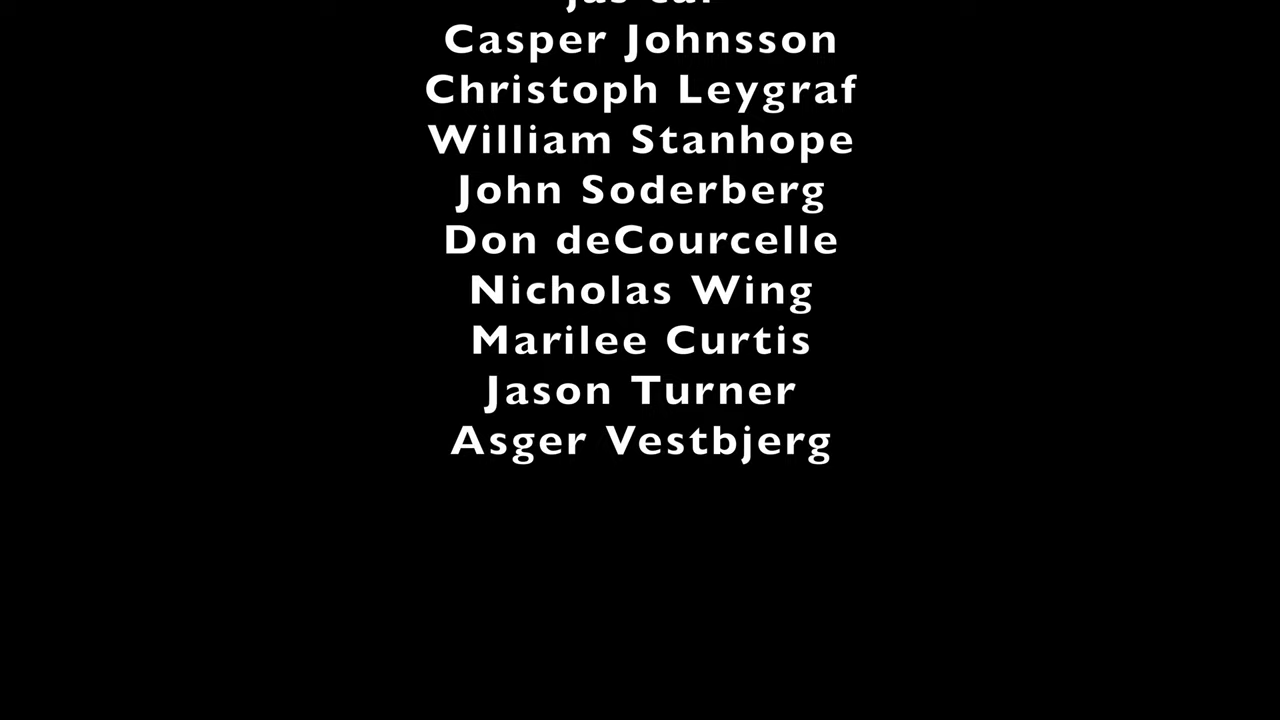 Casper Johnsson
Christoph Leygraf
William Stanhope
John Soderberg
Don deCourcelle
Nicholas Wing
Marilee Curtis
Jason Turner
Asger Vestbjerg